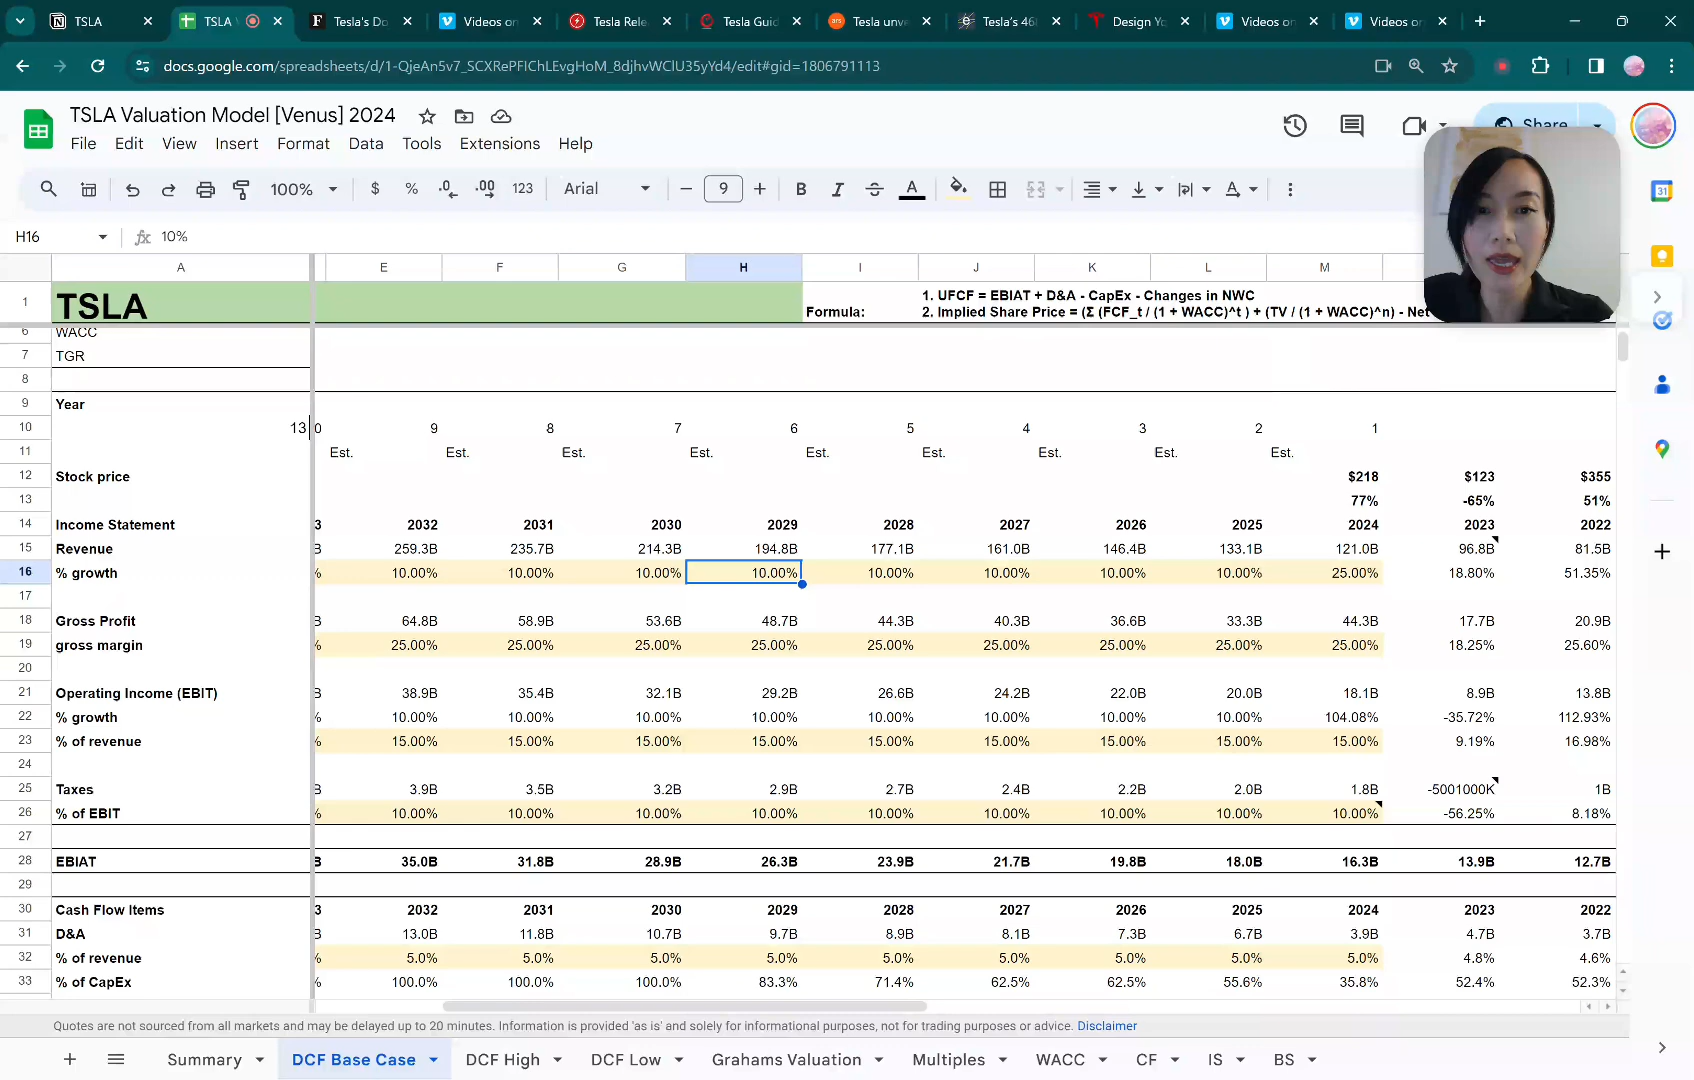 TSLA
TSLA
Tesla's Do
Videos on
Tesla Rele
Tesla Guid
ars
Tesla unve
Tesla's 46
Design Yo
Videos on
Videos on
docs.google.com/spreadsheets/d/1-QjeAn5v7_SCXRePFIChLEvgHoM_8djhvWClU35yYd4/edit#gid=1806791113
TSLA Valuation Model [Venus] 2024
Share
File Edit View Insert Format Data Tools Extensions Help
100% $ % .0 .00 123 Arial 9 B I A
31
H16 fx 10%
A E F G H I J K L M
1 TSLA Formula: 1. UFCF = EBIAT + D&A - CapEx - Changes in NWC
2. Implied Share Price = (Σ (FCF_t / (1 + WACC)^t ) + (TV / (1 + WACC)^n) - Net
6 WACC
7 TGR
8
9 Year
10 13 0 9 8 7 6 5 4 3 2 1
11 Est. Est. Est. Est. Est. Est. Est. Est. Est.
12 Stock price $218 $123 $355
13 77% -65% 51%
14 Income Statement 3 2032 2031 2030 2029 2028 2027 2026 2025 2024 2023 2022
15 Revenue B 259.3B 235.7B 214.3B 194.8B 177.1B 161.0B 146.4B 133.1B 121.0B 96.8B 81.5B
16 % growth % 10.00% 10.00% 10.00% 10.00% 10.00% 10.00% 10.00% 10.00% 25.00% 18.80% 51.35%
17
18 Gross Profit B 64.8B 58.9B 53.6B 48.7B 44.3B 40.3B 36.6B 33.3B 44.3B 17.7B 20.9B
19 gross margin % 25.00% 25.00% 25.00% 25.00% 25.00% 25.00% 25.00% 25.00% 25.00% 18.25% 25.60%
20
21 Operating Income (EBIT) B 38.9B 35.4B 32.1B 29.2B 26.6B 24.2B 22.0B 20.0B 18.1B 8.9B 13.8B
22 % growth % 10.00% 10.00% 10.00% 10.00% 10.00% 10.00% 10.00% 10.00% 104.08% -35.72% 112.93%
23 % of revenue % 15.00% 15.00% 15.00% 15.00% 15.00% 15.00% 15.00% 15.00% 15.00% 9.19% 16.98%
24
25 Taxes B 3.9B 3.5B 3.2B 2.9B 2.7B 2.4B 2.2B 2.0B 1.8B -5001000K 1B
26 % of EBIT % 10.00% 10.00% 10.00% 10.00% 10.00% 10.00% 10.00% 10.00% 10.00% -56.25% 8.18%
27
28 EBIAT B 35.0B 31.8B 28.9B 26.3B 23.9B 21.7B 19.8B 18.0B 16.3B 13.9B 12.7B
29
30 Cash Flow Items 3 2032 2031 2030 2029 2028 2027 2026 2025 2024 2023 2022
31 D&A B 13.0B 11.8B 10.7B 9.7B 8.9B 8.1B 7.3B 6.7B 3.9B 4.7B 3.7B
32 % of revenue % 5.0% 5.0% 5.0% 5.0% 5.0% 5.0% 5.0% 5.0% 5.0% 4.8% 4.6%
33 % of CapEx % 100.0% 100.0% 100.0% 83.3% 71.4% 62.5% 62.5% 55.6% 35.8% 52.4% 52.3%
Quotes are not sourced from all markets and may be delayed up to 20 minutes. Information is provided 'as is' and solely for informational purposes, not for trading purposes or advice. Disclaimer
Summary DCF Base Case DCF High DCF Low Grahams Valuation Multiples WACC CF IS BS